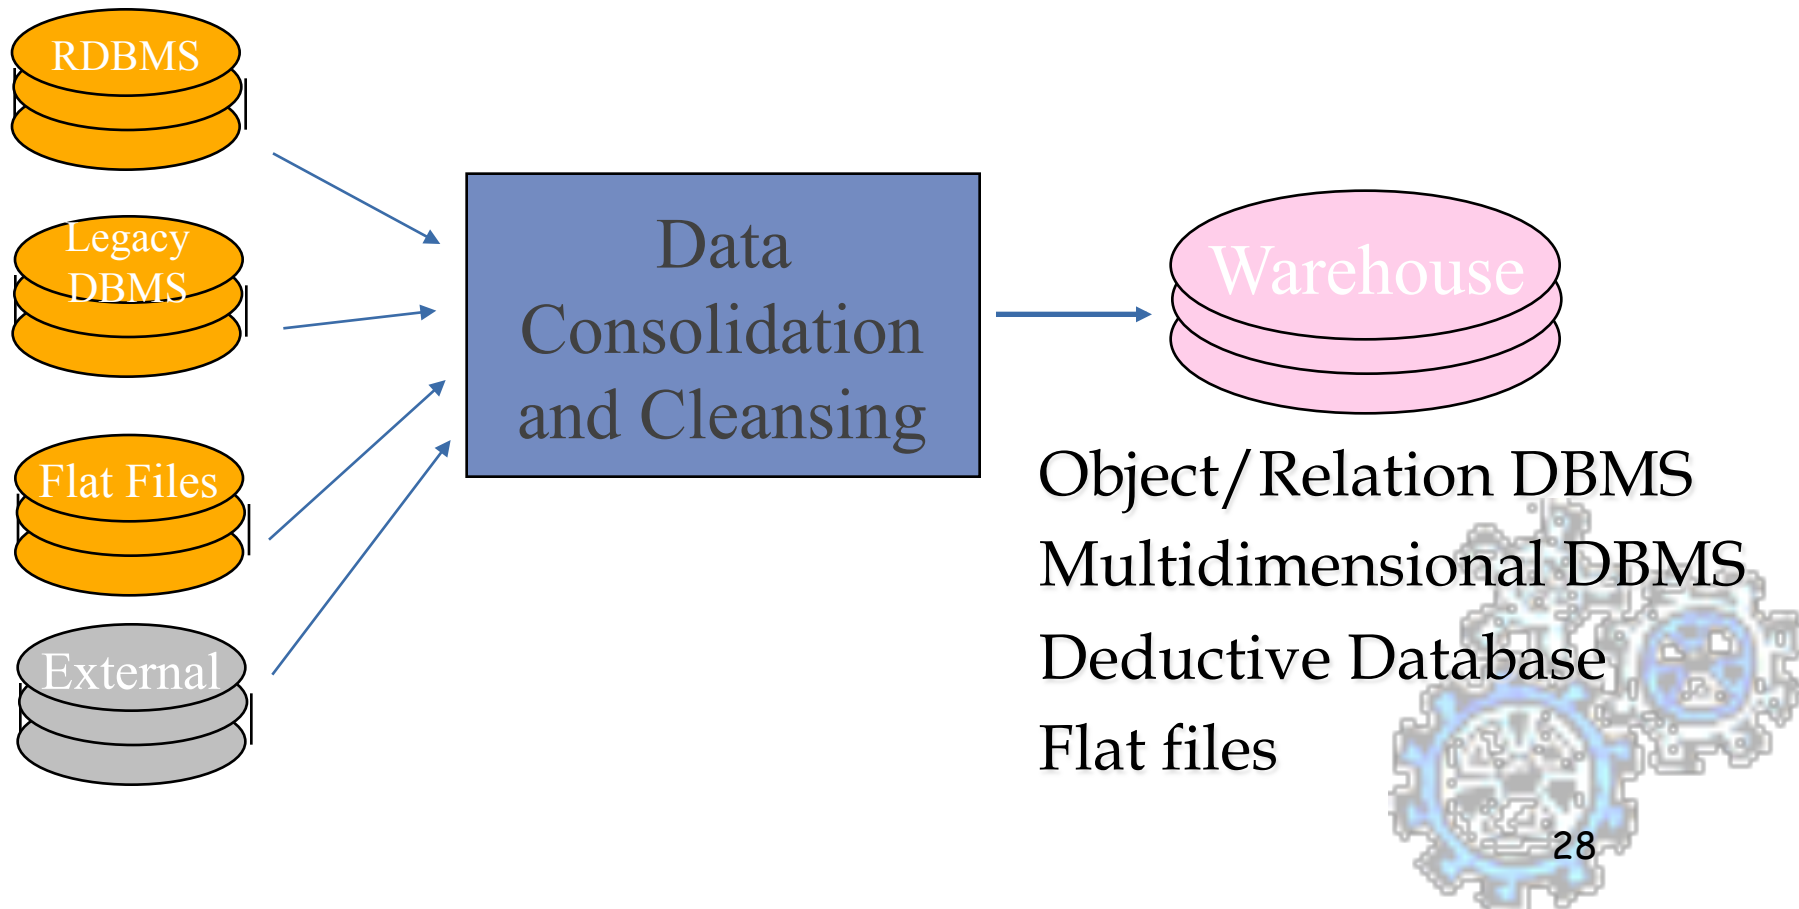 RDBMS
Legacy
DBMS
Flat Files
External
Data
Consolidation
and Cleansing
Warehouse
Object/Relation DBMS
Multidimensional DBMS
Deductive Database
Flat files
28